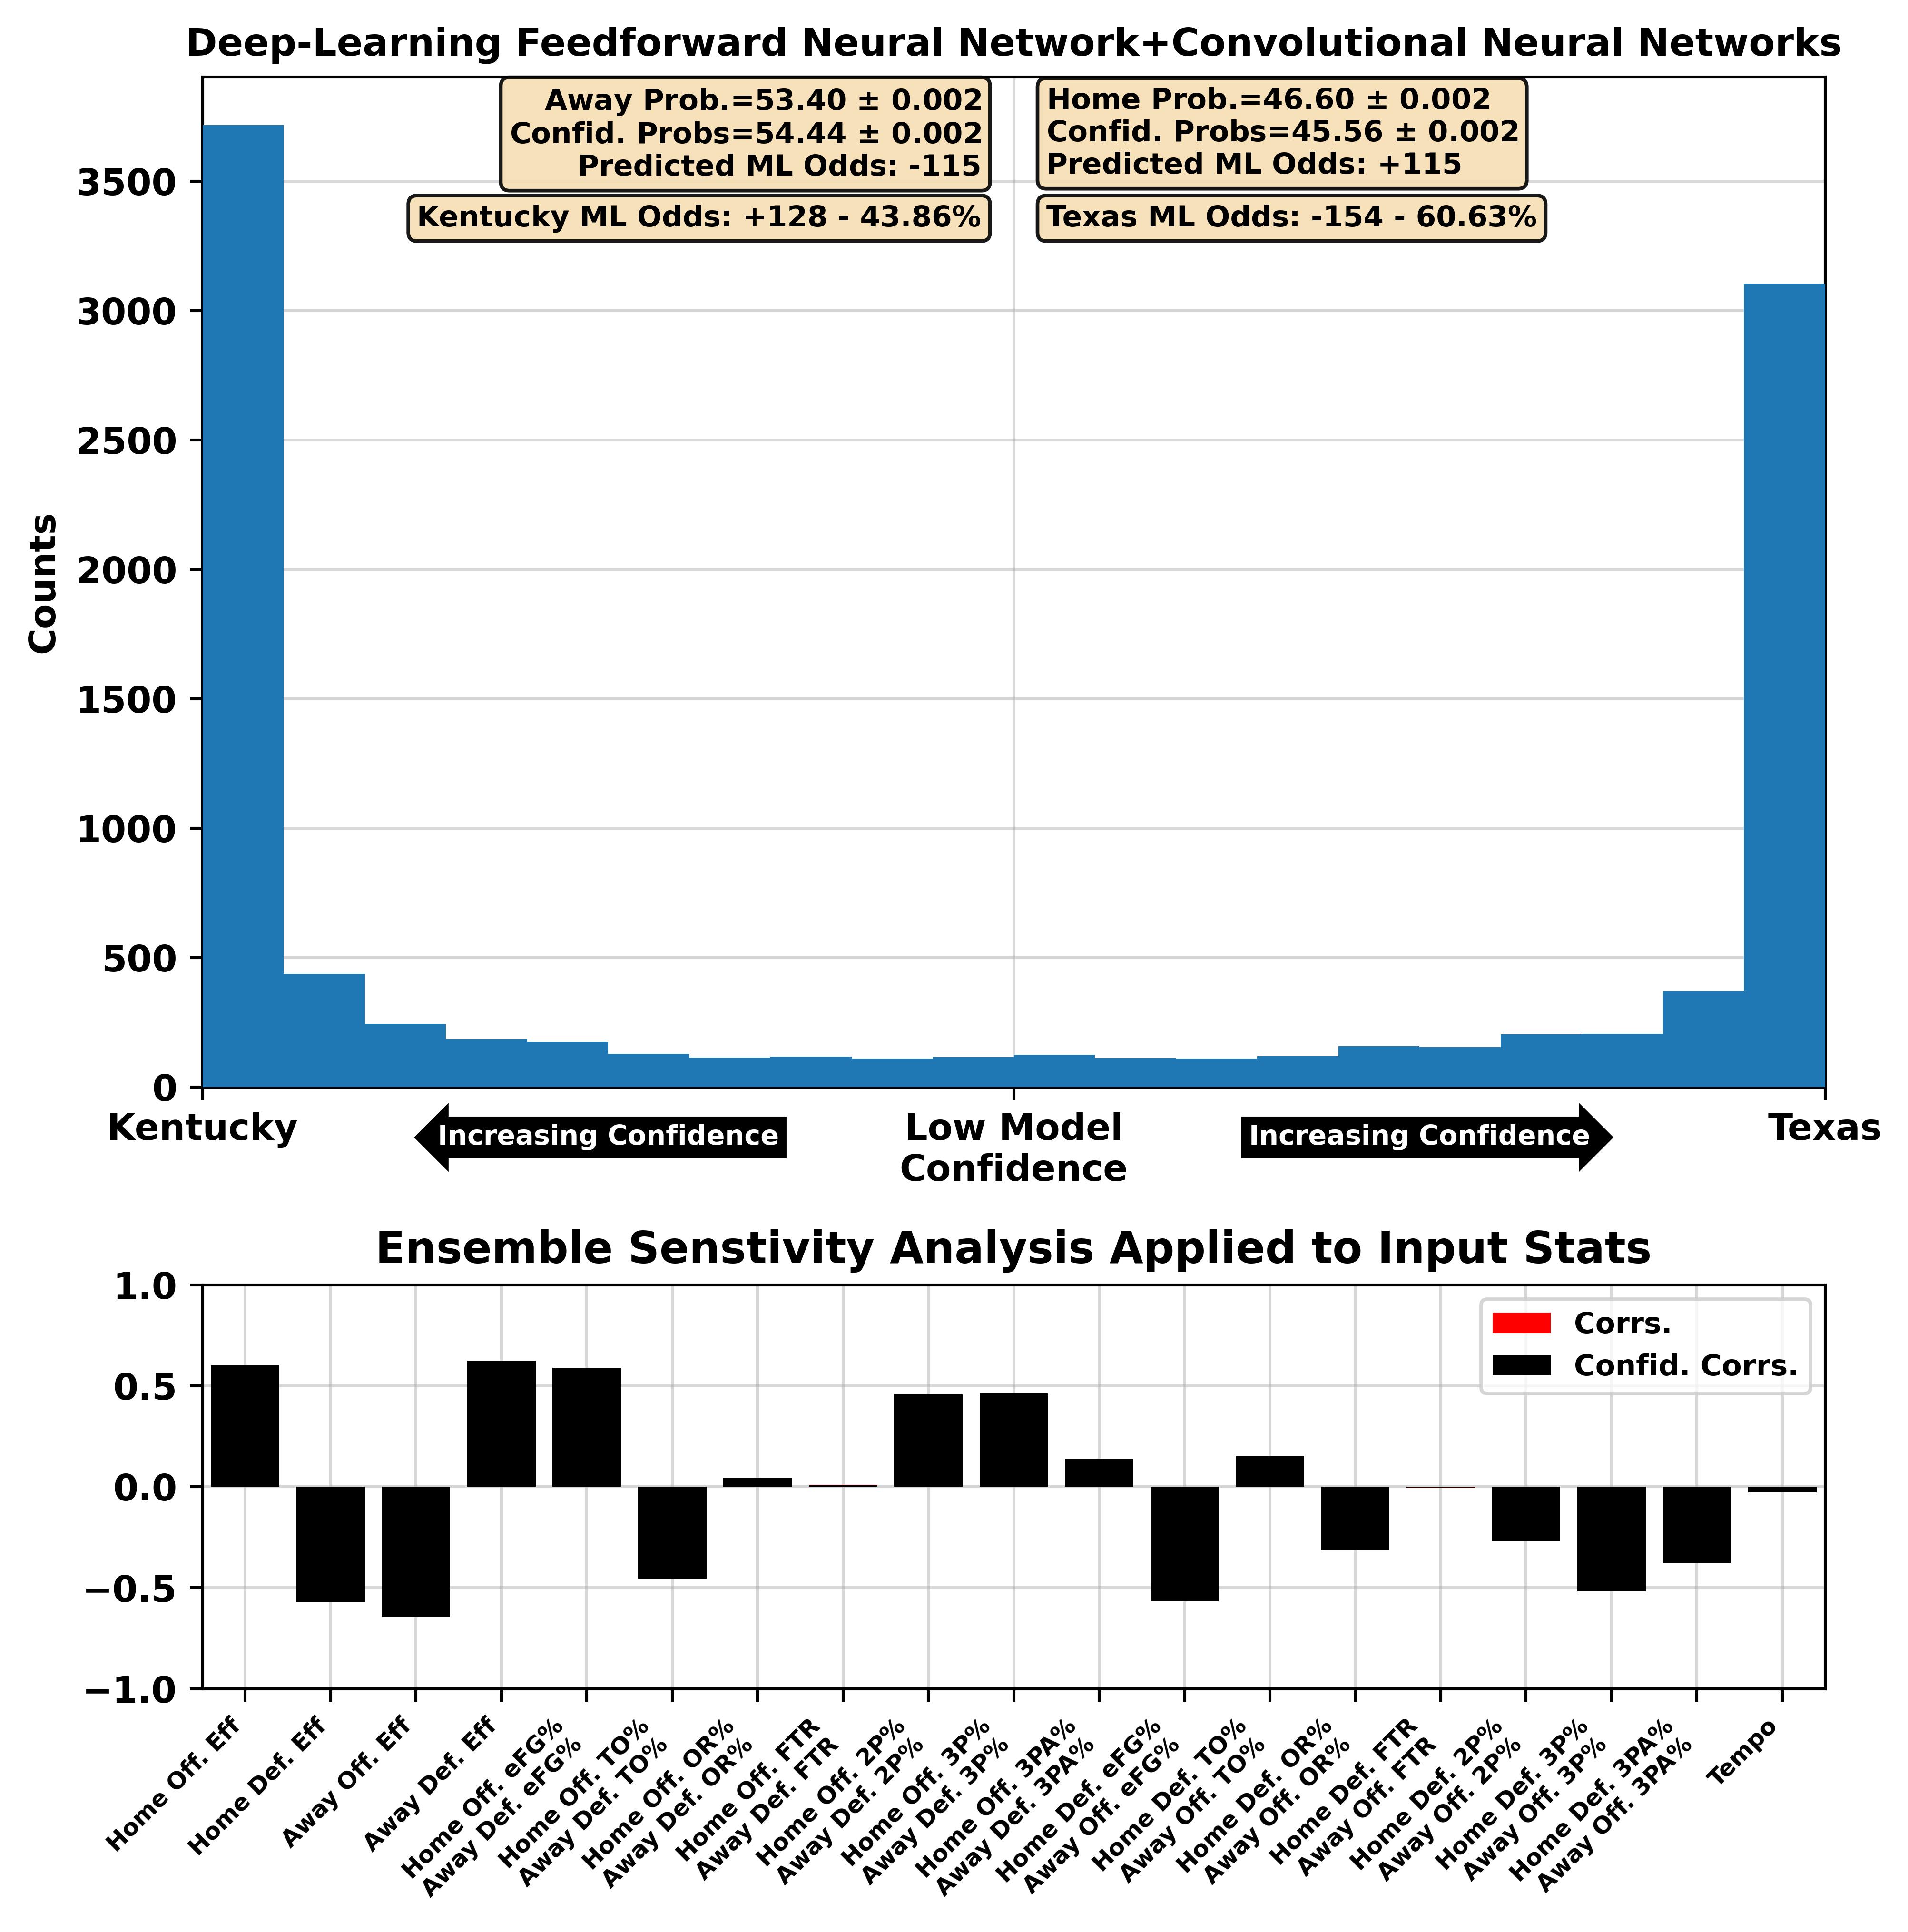 Deep-Learning Feedforward Neural Network+Convolutional Neural Networks
Away Prob.=53.40 ± 0.002
Confid. Probs=54.44 ± 0.002
Predicted ML Odds: -115
Kentucky ML Odds: +128 - 43.86%
Home Prob.=46.60 ± 0.002
Confid. Probs=45.56 ± 0.002
Predicted ML Odds: +115
Texas ML Odds: -154 - 60.63%
Counts
3500
3000
2500
2000
1500
1000
500
0
Kentucky
Increasing Confidence
Low Model
Confidence
Increasing Confidence
Texas
Ensemble Senstivity Analysis Applied to Input Stats
1.0
0.5
0.0
−0.5
−1.0
Corrs.
Confid. Corrs.
Home Off. Eff
Home Def. Eff
Away Off. Eff
Away Def. Eff
Home Off. eFG%
Away Def. eFG%
Home Off. TO%
Away Def. TO%
Home Off. OR%
Away Def. OR%
Home Off. FTR
Away Def. FTR
Home Off. 2P%
Away Def. 2P%
Home Off. 3P%
Away Def. 3P%
Home Off. 3PA%
Away Def. 3PA%
Home Def. eFG%
Away Off. eFG%
Home Def. TO%
Away Off. TO%
Home Def. OR%
Away Off. OR%
Home Def. FTR
Away Off. FTR
Home Def. 2P%
Away Off. 2P%
Home Def. 3P%
Away Off. 3P%
Home Def. 3PA%
Away Off. 3PA%
Tempo